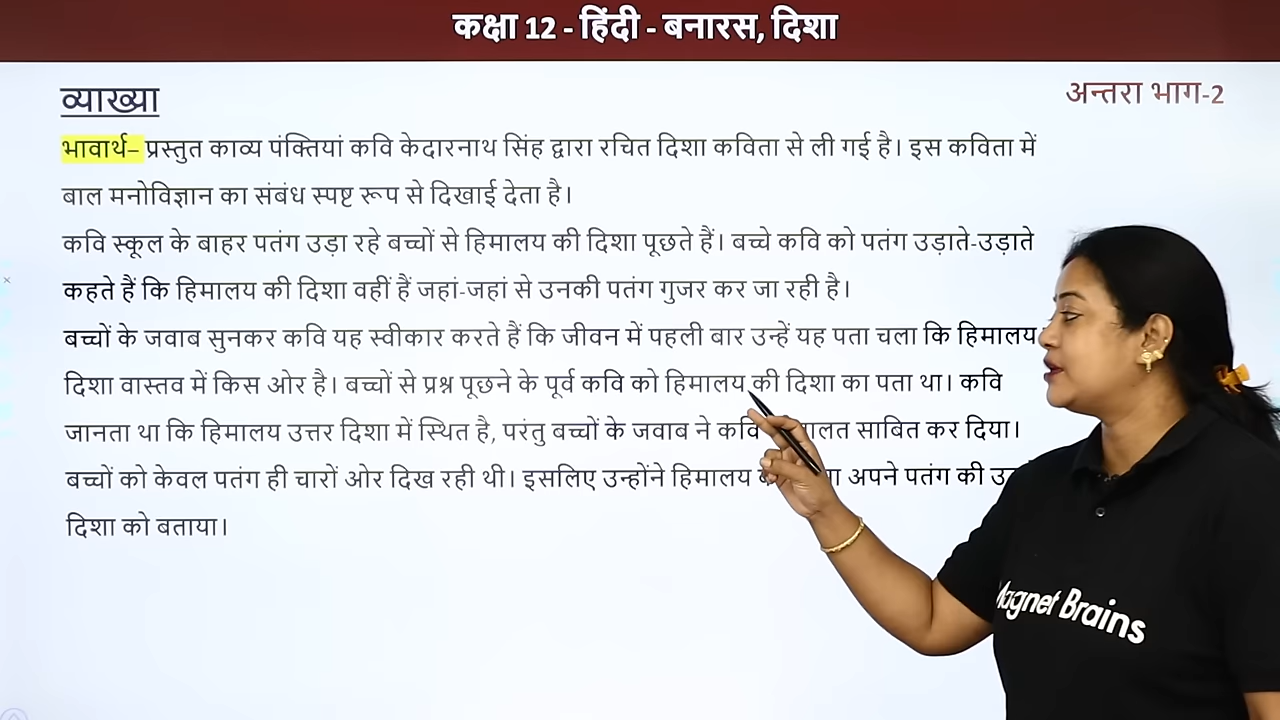 कक्षा 12 - हिंदी - बनारस, दिशा
व्याख्या
अन्तरा भाग-2
भावार्थ– प्रस्तुत काव्य पंक्तियां कवि केदारनाथ सिंह द्वारा रचित दिशा कविता से ली गई है। इस कविता में
बाल मनोविज्ञान का संबंध स्पष्ट रूप से दिखाई देता है।
कवि स्कूल के बाहर पतंग उड़ा रहे बच्चों से हिमालय की दिशा पूछते हैं। बच्चे कवि को पतंग उड़ाते-उड़ाते
कहते हैं कि हिमालय की दिशा वहीं हैं जहां-जहां से उनकी पतंग गुजर कर जा रही है।
बच्चों के जवाब सुनकर कवि यह स्वीकार करते हैं कि जीवन में पहली बार उन्हें यह पता चला कि हिमालय
दिशा वास्तव में किस ओर है। बच्चों से प्रश्न पूछने के पूर्व कवि को हिमालय की दिशा का पता था। कवि
जानता था कि हिमालय उत्तर दिशा में स्थित है, परंतु बच्चों के जवाब ने कवि सावित कर दिया।
बच्चों को केवल पतंग ही चारों ओर दिख रही थी। इसलिए उन्होंने हिमालय अपने पतंग की
दिशा को बताया।
Magnet Brains